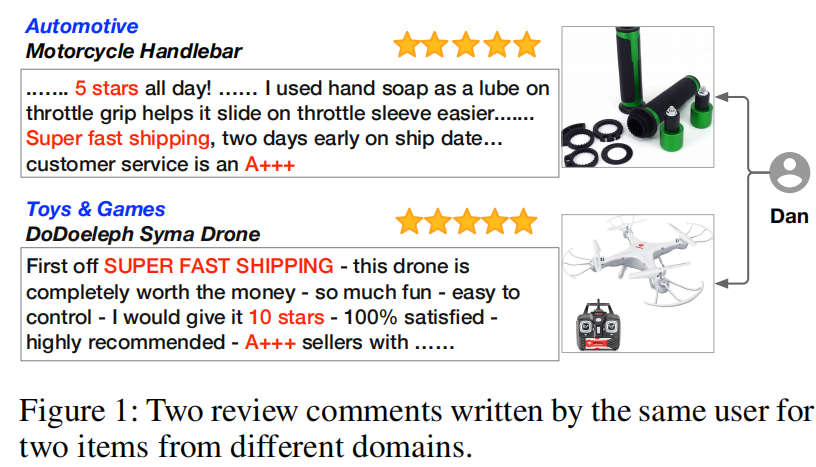 Automotive
Motorcycle Handlebar
........ 5 stars all day! ...... I used hand soap as a lube on
throttle grip helps it slide on throttle sleeve easier.......
Super fast shipping, two days early on ship date...
customer service is an A+++
Dan
Toys & Games
DoDoeleph Syma Drone
First off SUPER FAST SHIPPING - this drone is
completely worth the money - so much fun - easy to
control - I would give it 10 stars - 100% satisfied -
highly recommended - A+++ sellers with ......
Figure 1: Two review comments written by the same user for
two items from different domains.